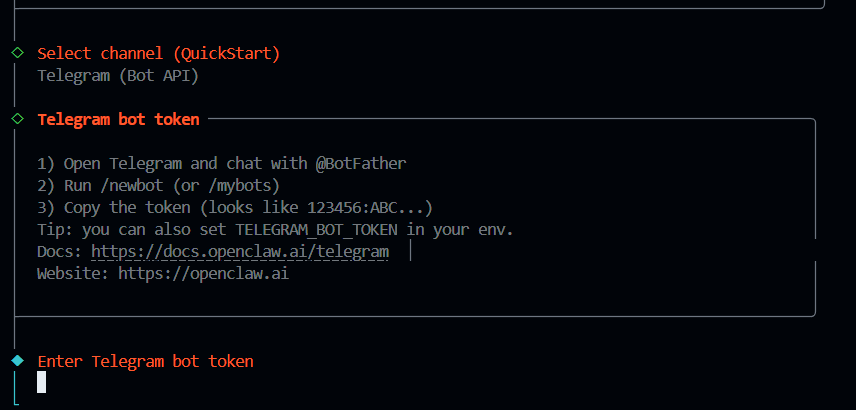 Select channel (QuickStart)
Telegram (Bot API)
Telegram bot token
1) Open Telegram and chat with @BotFather
2) Run /newbot (or /mybots)
3) Copy the token (looks like 123456:ABC...)
Tip: you can also set TELEGRAM_BOT_TOKEN in your env.
Docs: https://docs.openclaw.ai/telegram
Website: https://openclaw.ai
Enter Telegram bot token